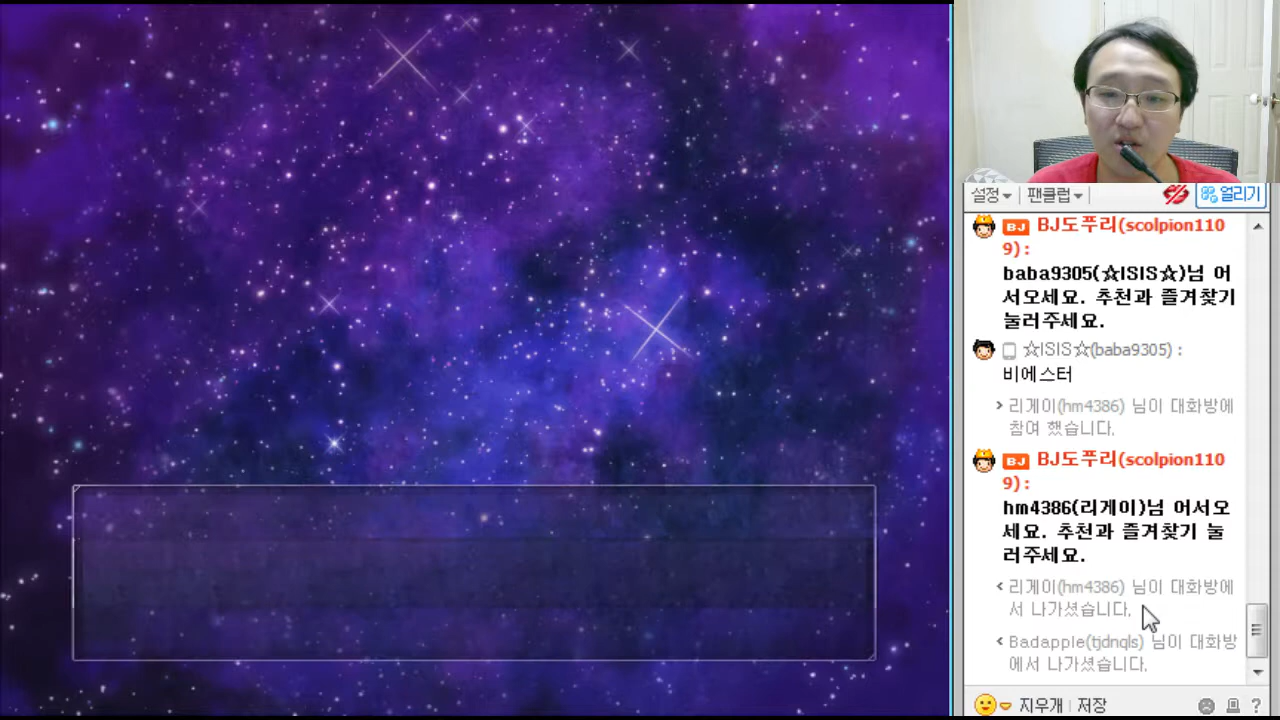 설정 팬클럽 얼리기
BJ BJ도푸리(scolpion110
9) :
baba9305(☆ISIS☆)님 어
서오세요. 추천과 즐겨찾기
눌러주세요.
☆ISIS☆(baba9305) :
비에스터
> 리게이(hm4386) 님이 대화방에
참여 했습니다.
BJ BJ도푸리(scolpion110
9) :
hm4386(리게이)님 어서오
세요. 추천과 즐겨찾기 눌
러주세요.
< 리게이(hm4386) 님이 대화방에
서 나가셨습니다.
< Badapple(tjdnqls) 님이 대화방
에서 나가셨습니다.
지우개 저장 ?